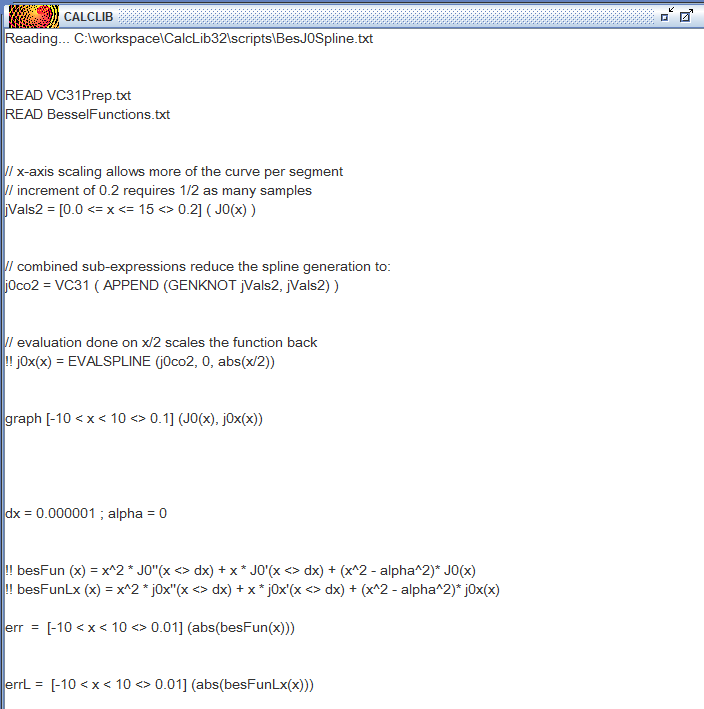 CALCLIB
Reading... C:\workspace\CalcLib32\scripts\BesJ0Spline.txt
READ VC31Prep.txt
READ BesselFunctions.txt
// x-axis scaling allows more of the curve per segment
// increment of 0.2 requires 1/2 as many samples
jVals2 = [0.0 <= x <= 15 <> 0.2] ( J0(x) )
// combined sub-expressions reduce the spline generation to:
j0co2 = VC31 ( APPEND (GENKNOT jVals2, jVals2) )
// evaluation done on x/2 scales the function back
!! j0x(x) = EVALSPLINE (j0co2, 0, abs(x/2))
graph [-10 < x < 10 <> 0.1] (J0(x), j0x(x))
dx = 0.000001 ; alpha = 0
!! besFun (x) = x^2 * J0''(x <> dx) + x * J0'(x <> dx) + (x^2 - alpha^2)* J0(x)
!! besFunLx (x) = x^2 * j0x''(x <> dx) + x * j0x'(x <> dx) + (x^2 - alpha^2)* j0x(x)
err  =  [-10 < x < 10 <> 0.01] (abs(besFun(x)))
errL =  [-10 < x < 10 <> 0.01] (abs(besFunLx(x)))